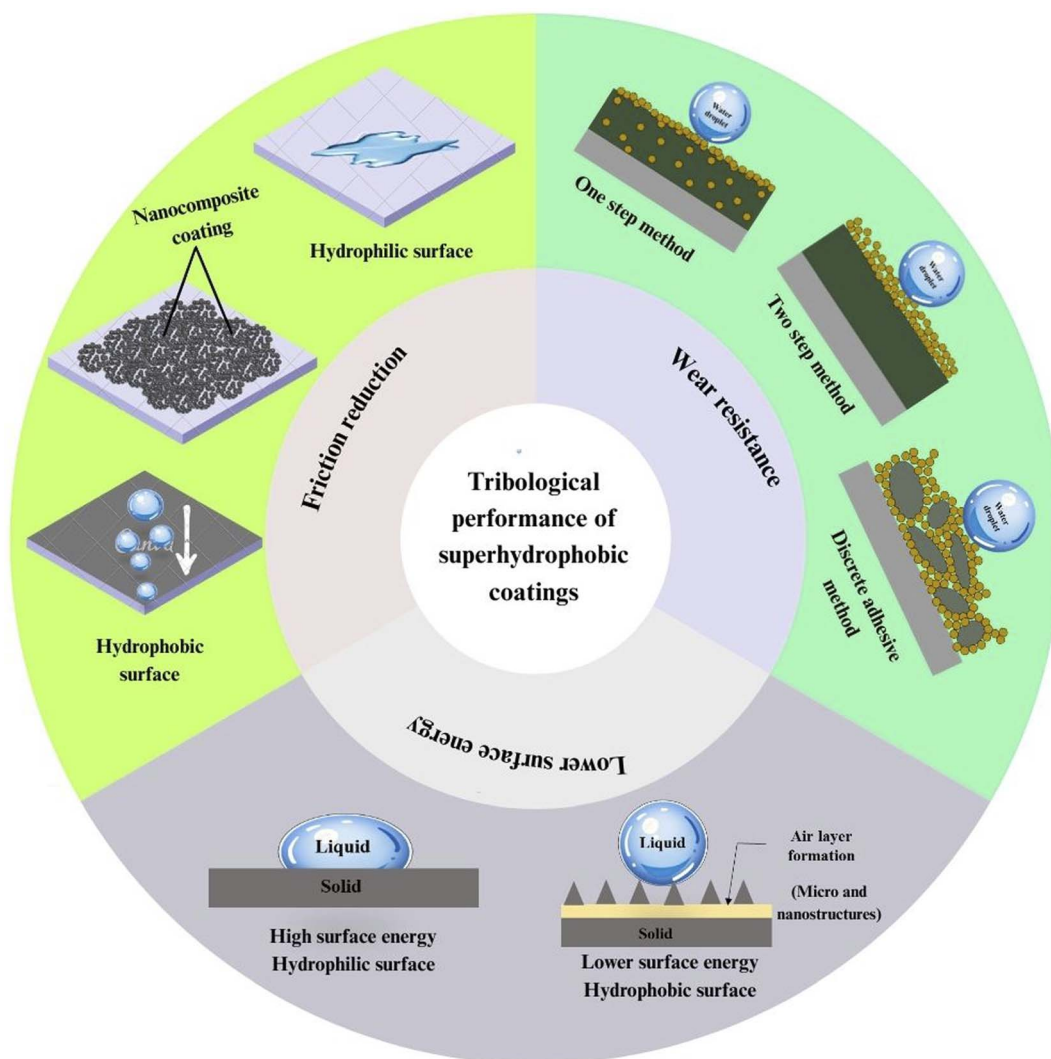 Tribological
performance of
superhydrophobic
coatings
Friction reduction
Wear resistance
Lower surface energy
Nanocomposite
coating
Hydrophilic surface
Hydrophobic
surface
Water
droplet
One step method
Water
droplet
Two step method
Water
droplet
Discrete adhesive
method
Liquid
Solid
High surface energy
Hydrophilic surface
Liquid
Air layer
formation
(Micro and
nanostructures)
Solid
Lower surface energy
Hydrophobic surface